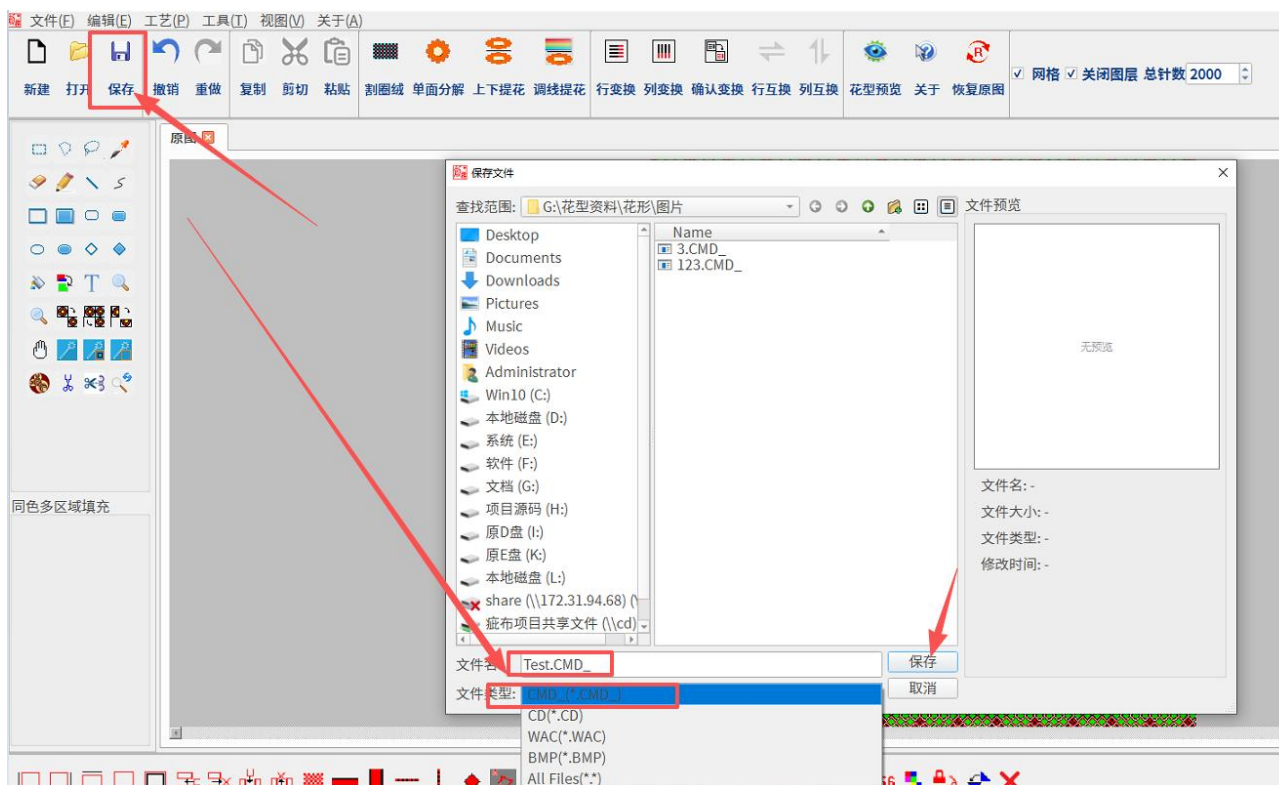 文件(F) 编辑(E) 工艺(P) 工具(T) 视图(V) 关于(A)
新建 打开 保存 撤销 重做 复制 剪切 粘贴 割圈绒 单面分解 上下提花 调线提花 行变换 列变换 确认变换 行互换 列互换 花型预览 关于 恢复原图
网格 关闭图层 总针数 2000
原图
保存文件
查找范围: G:\花型资料\花形\图片
文件预览
Desktop
Documents
Downloads
Pictures
Music
Videos
Administrator
Win10 (C:)
本地磁盘 (D:)
系统 (E:)
软件 (F:)
文档 (G:)
项目源码 (H:)
原D盘 (I:)
原E盘 (K:)
本地磁盘 (L:)
share (\\172.31.94.68) (
疵布项目共享文件 (\\cd)
Name
3.CMD_
123.CMD_
无预览
文件名: -
文件大小: -
文件类型: -
修改时间: -
同色多区域填充
Test.CMD_
保存
文件类型: CMD_(*.CMD_)
取消
CD(*.CD)
WAC(*.WAC)
BMP(*.BMP)
All Files(*.*)